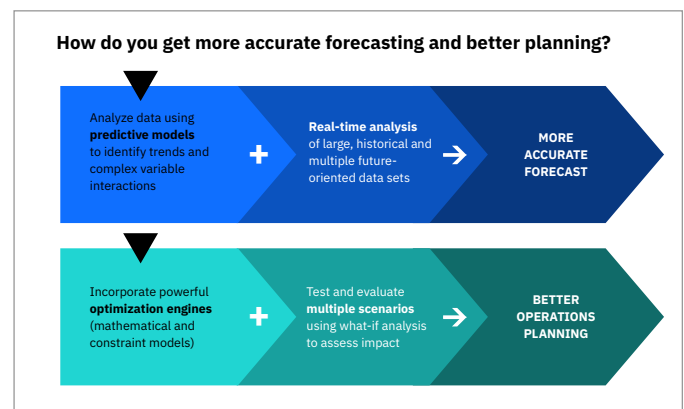 How do you get more accurate forecasting and better planning?
Analyze data using
predictive models
to identify trends and
complex variable
interactions
+
Real-time analysis
of large, historical and
multiple future-
oriented data sets
→
MORE
ACCURATE
FORECAST
Incorporate powerful
optimization engines
(mathematical and
constraint models)
+
Test and evaluate
multiple scenarios
using what-if analysis
to assess impact
→
BETTER
OPERATIONS
PLANNING